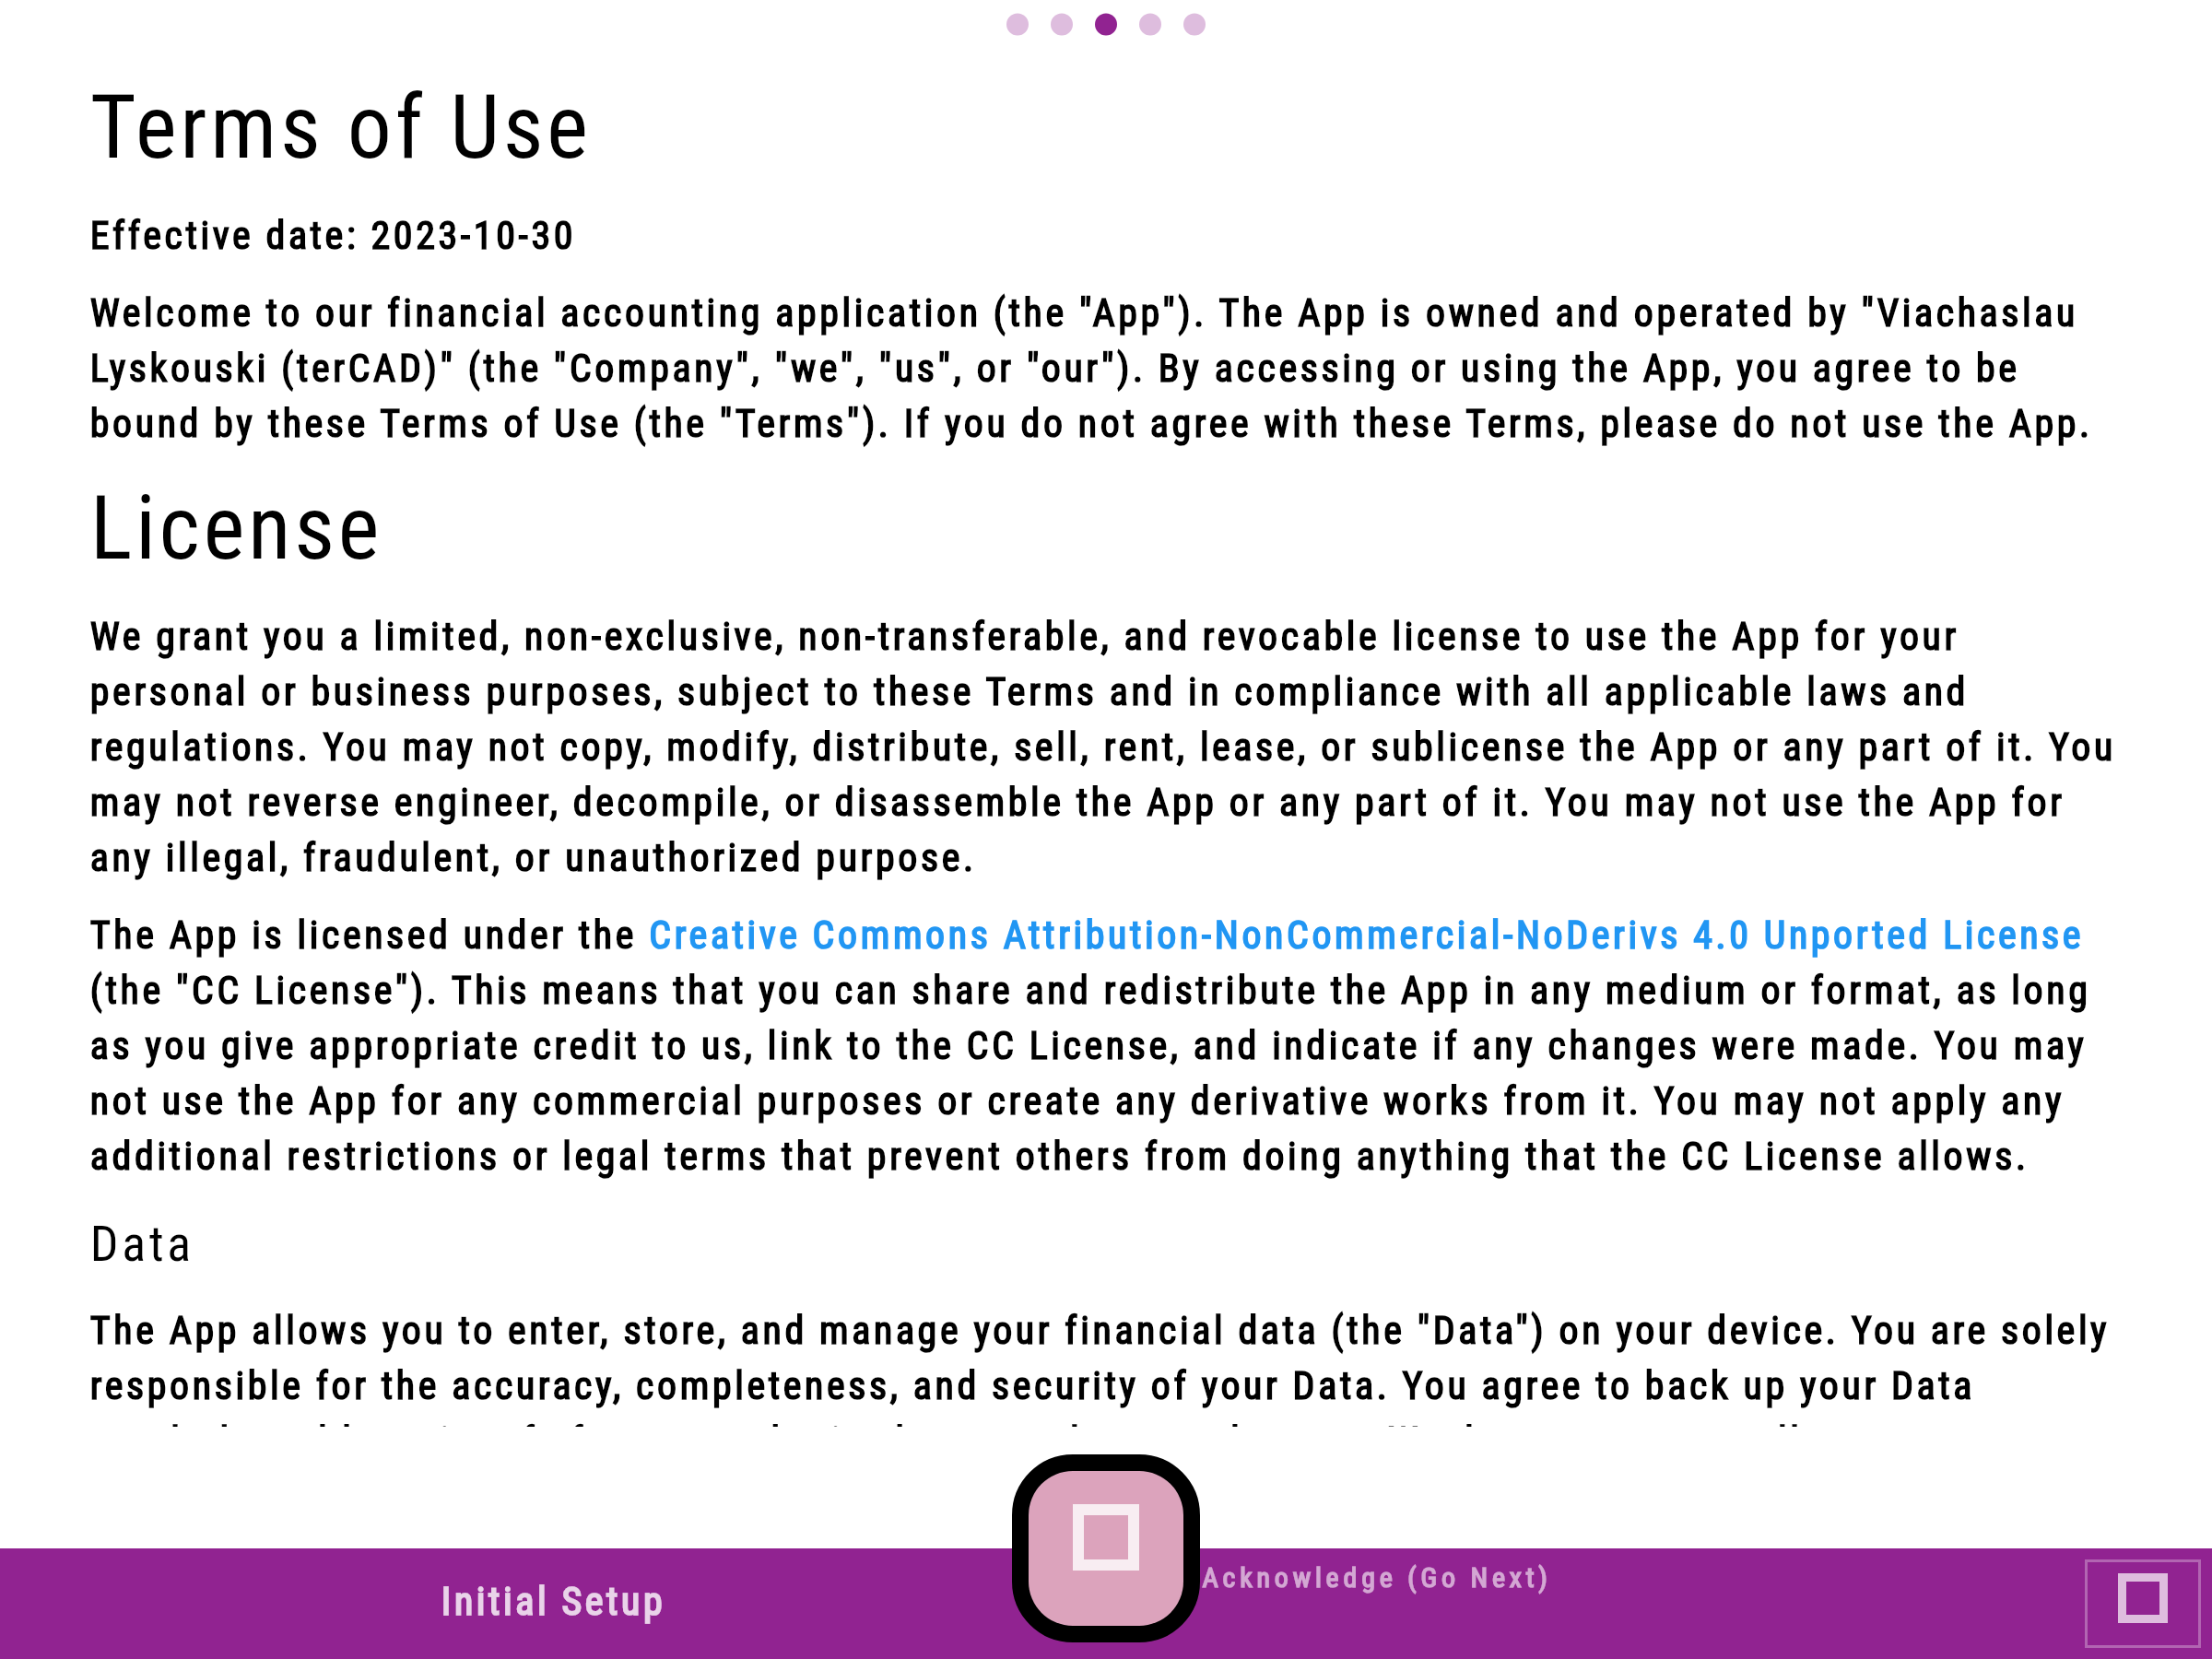 Terms of Use
Effective date: 2023-10-30
Welcome to our financial accounting application (the "App"). The App is owned and operated by "Viachaslau
Lyskouski (terCAD)" (the "Company", "we", "us", or "our"). By accessing or using the App, you agree to be
bound by these Terms of Use (the "Terms"). If you do not agree with these Terms, please do not use the App.
License
We grant you a limited, non-exclusive, non-transferable, and revocable license to use the App for your
personal or business purposes, subject to these Terms and in compliance with all applicable laws and
regulations. You may not copy, modify, distribute, sell, rent, lease, or sublicense the App or any part of it. You
may not reverse engineer, decompile, or disassemble the App or any part of it. You may not use the App for
any illegal, fraudulent, or unauthorized purpose.
The App is licensed under the Creative Commons Attribution-NonCommercial-NoDerivs 4.0 Unported License
(the "CC License"). This means that you can share and redistribute the App in any medium or format, as long
as you give appropriate credit to us, link to the CC License, and indicate if any changes were made. You may
not use the App for any commercial purposes or create any derivative works from it. You may not apply any
additional restrictions or legal terms that prevent others from doing anything that the CC License allows.
Data
The App allows you to enter, store, and manage your financial data (the "Data") on your device. You are solely
responsible for the accuracy, completeness, and security of your Data. You agree to back up your Data
Initial Setup
Acknowledge (Go Next)